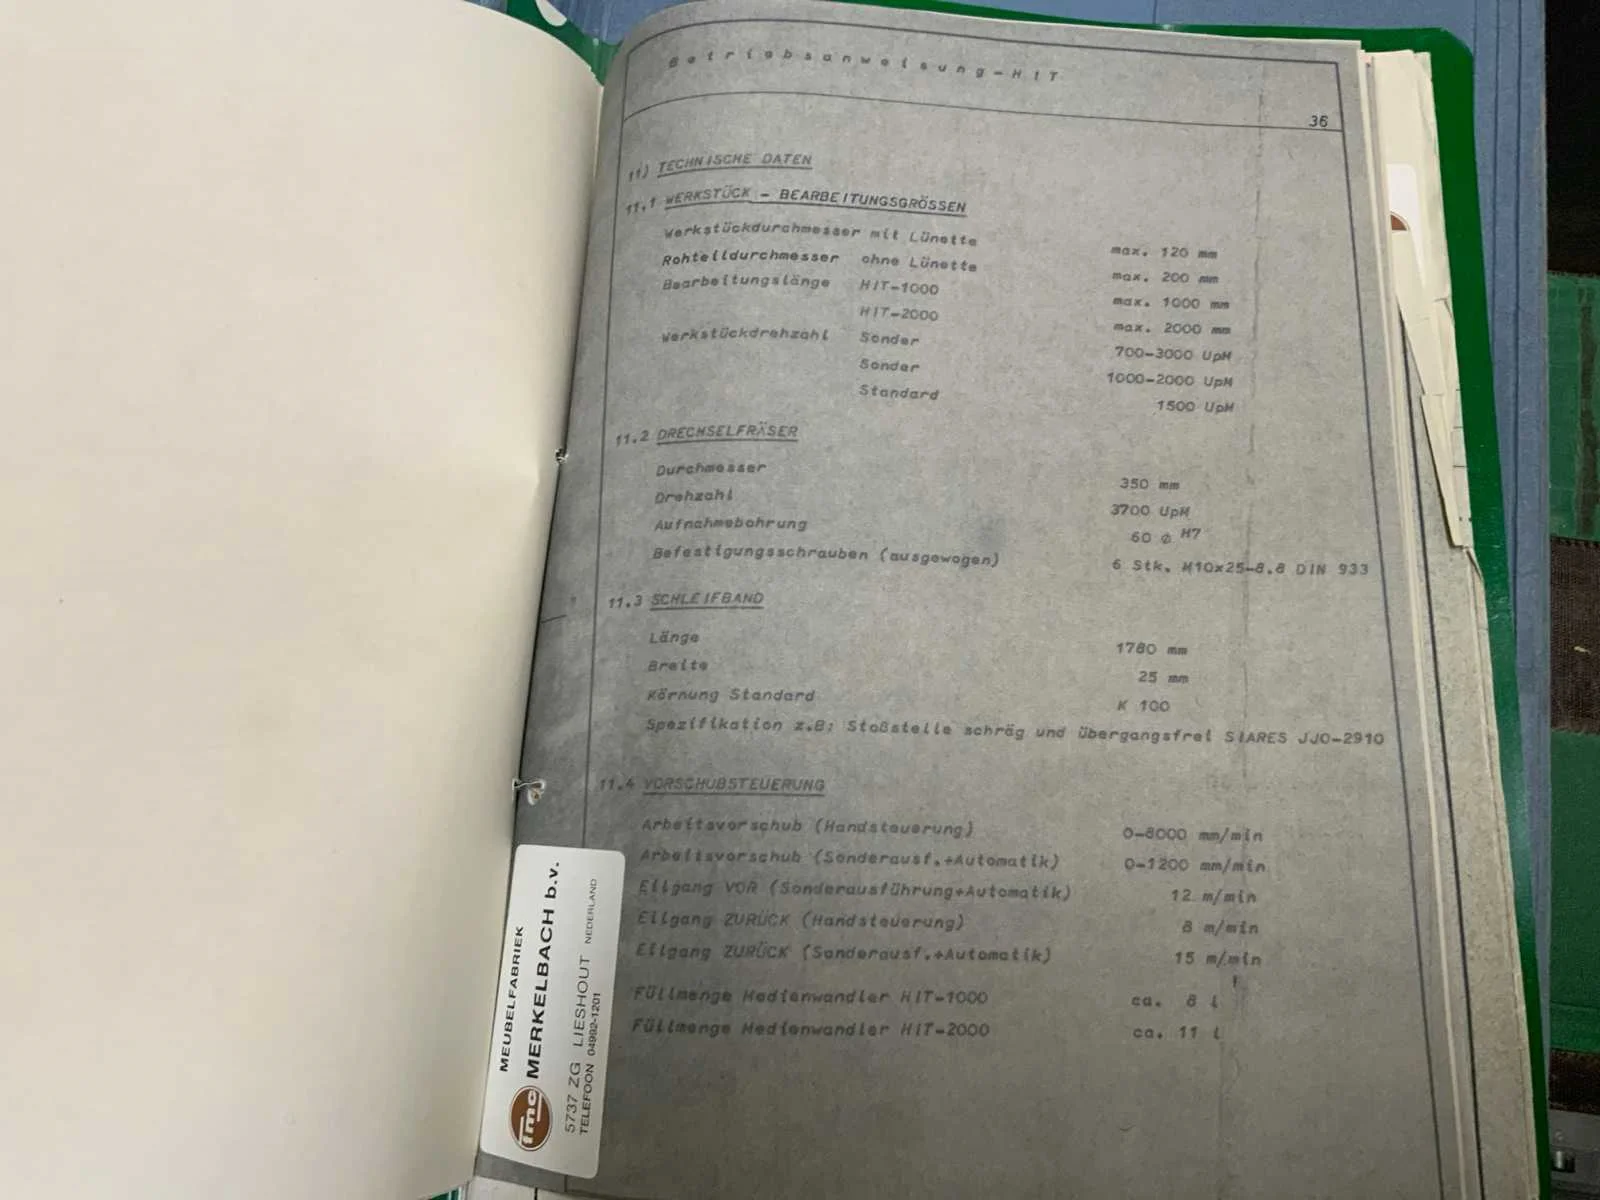 Betriebsanweisung-HIT
36
11) TECHNISCHE DATEN
11.1 WERKSTÜCK - BEARBEITUNGSGRÖSSEN
Werkstückdurchmesser mit Lünette max. 120 mm
Rohteildurchmesser ohne Lünette max. 200 mm
Bearbeitungslänge HIT-1000 max. 1000 mm
HIT-2000 max. 2000 mm
Werkstückdrehzahl Sonder 700-3000 UpM
Sonder 1000-2000 UpM
Standard 1500 UpM
11.2 DRECHSELFRÄSER
Durchmesser 350 mm
Drehzahl 3700 UpM
Aufnahmebohrung 60 ø H7
Befestigungsschrauben (ausgewogen) 6 Stk. M10x25-8.8 DIN 933
11.3 SCHLEIFBAND
Länge 1780 mm
Breite 25 mm
Körnung Standard K 100
Spezifikation z.B: Stoßstelle schräg und übergangsfrei SIARES JJO-2910
11.4 VORSCHUBSTEUERUNG
Arbeitsvorschub (Handsteuerung) 0-8000 mm/min
Arbeitsvorschub (Sonderausf.+Automatik) 0-1200 mm/min
Eilgang VOR (Sonderausführung+Automatik) 12 m/min
Eilgang ZURÜCK (Handsteuerung) 8 m/min
Eilgang ZURÜCK (Sonderausf.+Automatik) 15 m/min
Füllmenge Medienwandler HIT-1000 ca. 8 l
Füllmenge Medienwandler HIT-2000 ca. 11 l
MEUBELFABRIEK
fmc MERKELBACH b.v.
5737 ZG LIESHOUT NEDERLAND
TELEFOON 04992-1201